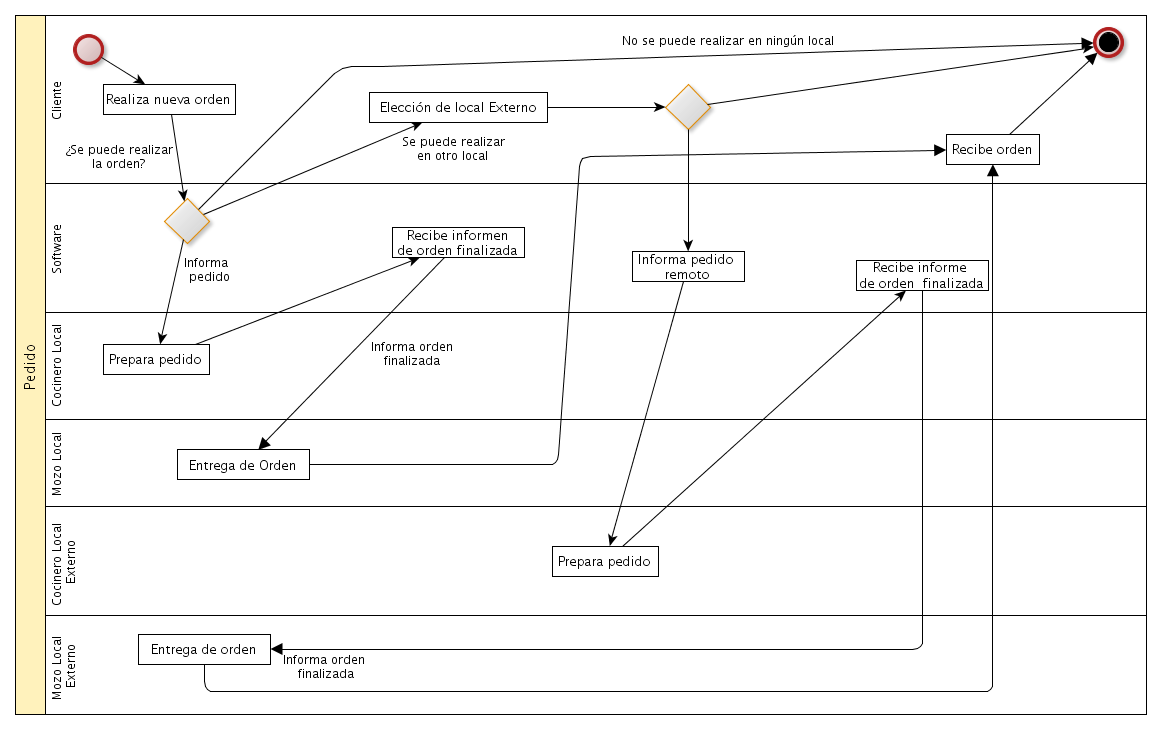 Pedido
Cliente
No se puede realizar en ningún local
Realiza nueva orden
Elección de local Externo
¿Se puede realizar
la orden?
Se puede realizar
en otro local
Recibe orden
Software
Informa
pedido
Recibe informen
de orden finalizada
Informa pedido
remoto
Recibe informe
de orden  finalizada
Cocinero Local
Prepara pedido
Informa orden
finalizada
Mozo Local
Entrega de Orden
Cocinero Local
Externo
Prepara pedido
Mozo Local
Externo
Entrega de orden
Informa orden
finalizada